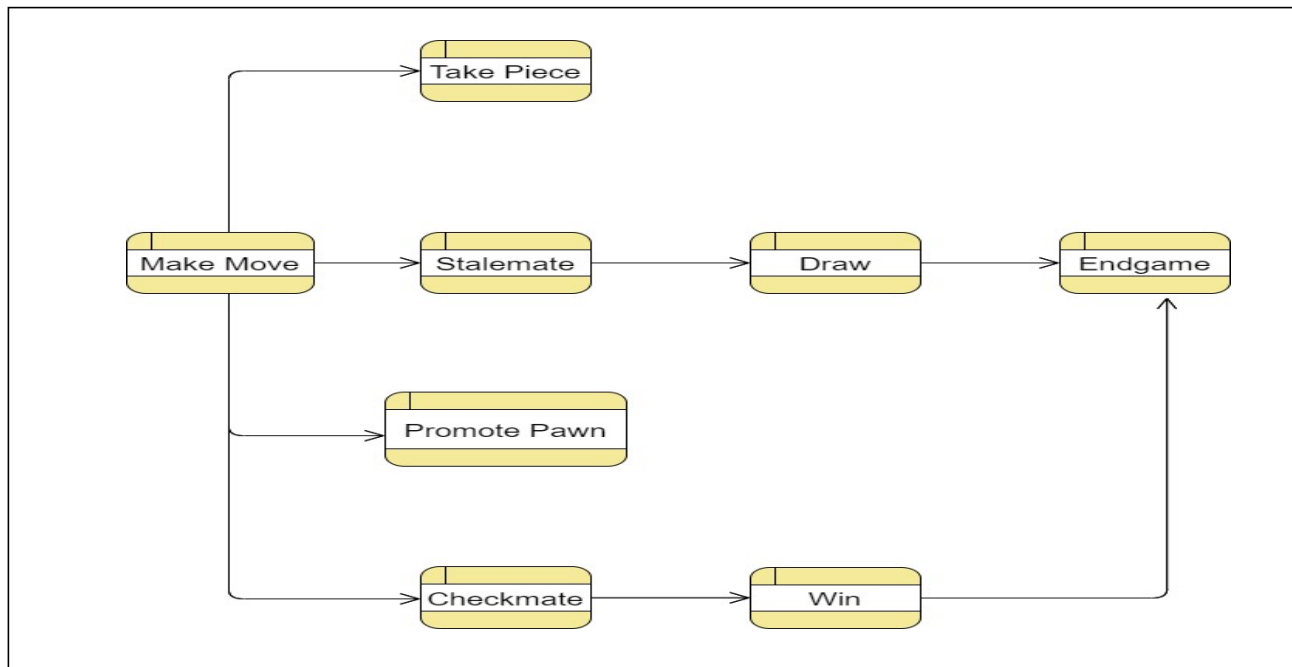 Take Piece
Make Move
Stalemate
Draw
Endgame
Promote Pawn
Checkmate
Win